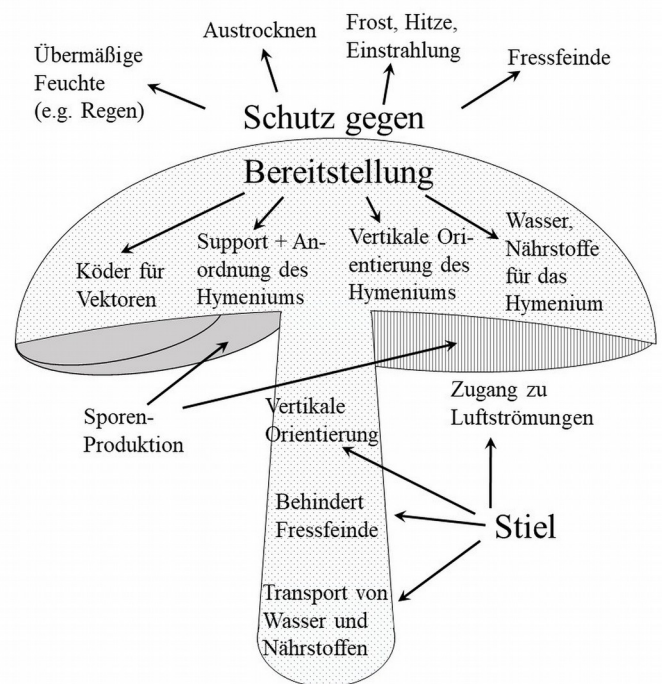 Übermäßige
Feuchte
(e.g. Regen)
Austrocknen
Frost, Hitze,
Einstrahlung
Fressfeinde
Schutz gegen
Bereitstellung
Köder für
Vektoren
Support + An-
ordnung des
Hymeniums
Vertikale Ori-
entierung des
Hymeniums
Wasser,
Nährstoffe
für das
Hymenium
Sporen-
Produktion
Vertikale
Orientierung
Zugang zu
Luftströmungen
Behindert
Fressfeinde
Stiel
Transport von
Wasser und
Nährstoffen